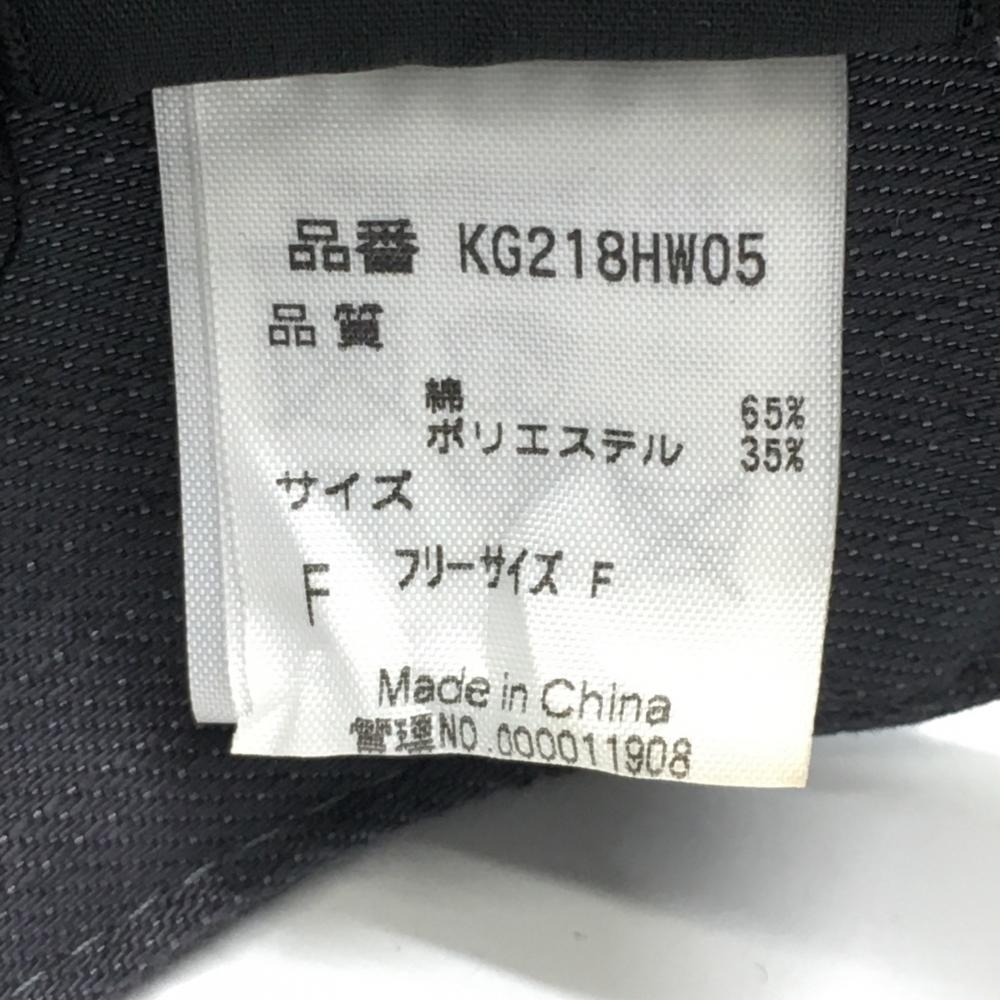 品番 KG218HW05
品質
綿 65%
ポリエステル 35%
サイズ
F フリーサイズ F
Made in China
管理NO.000011908